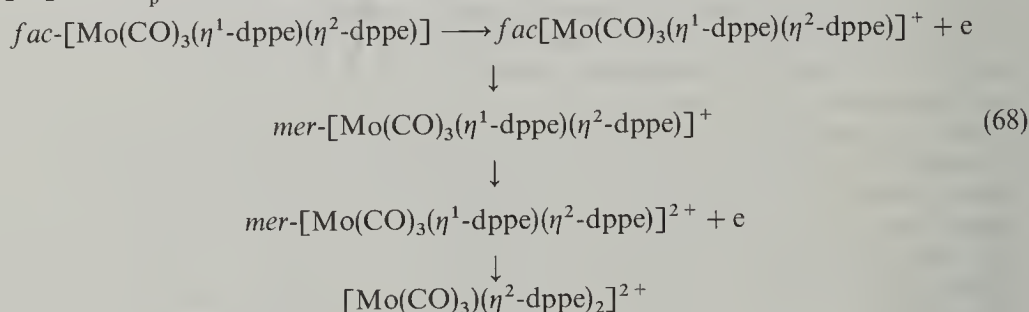 p
fac-[Mo(CO)₃(η¹-dppe)(η²-dppe)] ⟶ fac[Mo(CO)₃(η¹-dppe)(η²-dppe)]⁺ + e
↓
mer-[Mo(CO)₃(η¹-dppe)(η²-dppe)]⁺ (68)
↓
mer-[Mo(CO)₃(η¹-dppe)(η²-dppe)]²⁺ + e
↓
[Mo(CO)₃)(η²-dppe)₂]²⁺